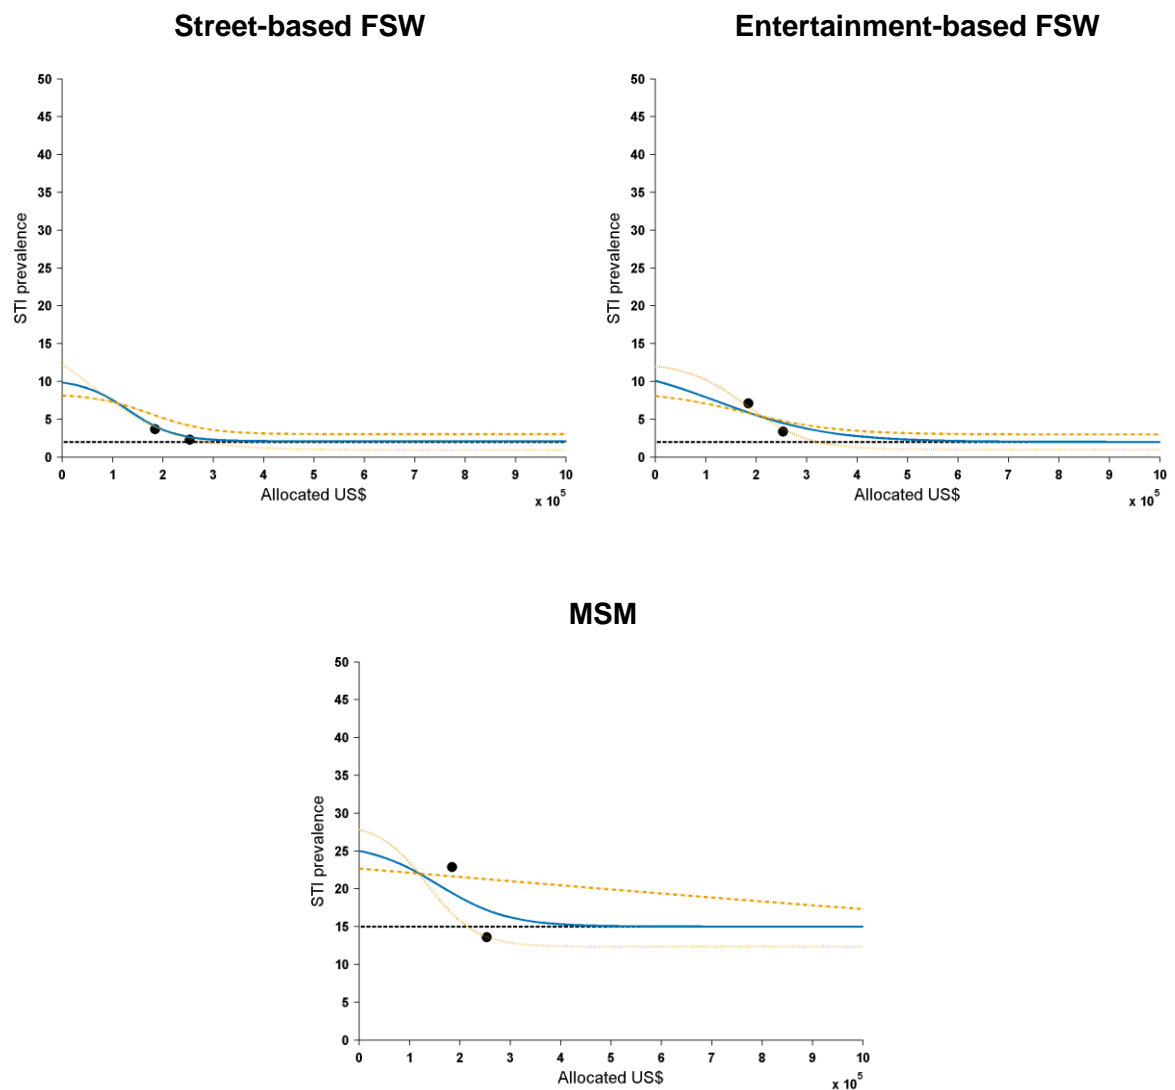 Street-based FSW
50
45
40
35
30
25
20
15
10
5
0
STI prevalence
0 1 2 3 4 5 6 7 8 9 10
Allocated US$
x 10^5
Entertainment-based FSW
50
45
40
35
30
25
20
15
10
5
0
STI prevalence
0 1 2 3 4 5 6 7 8 9 10
Allocated US$
x 10^5
MSM
50
45
40
35
30
25
20
15
10
5
0
STI prevalence
0 1 2 3 4 5 6 7 8 9 10
Allocated US$
x 10^5